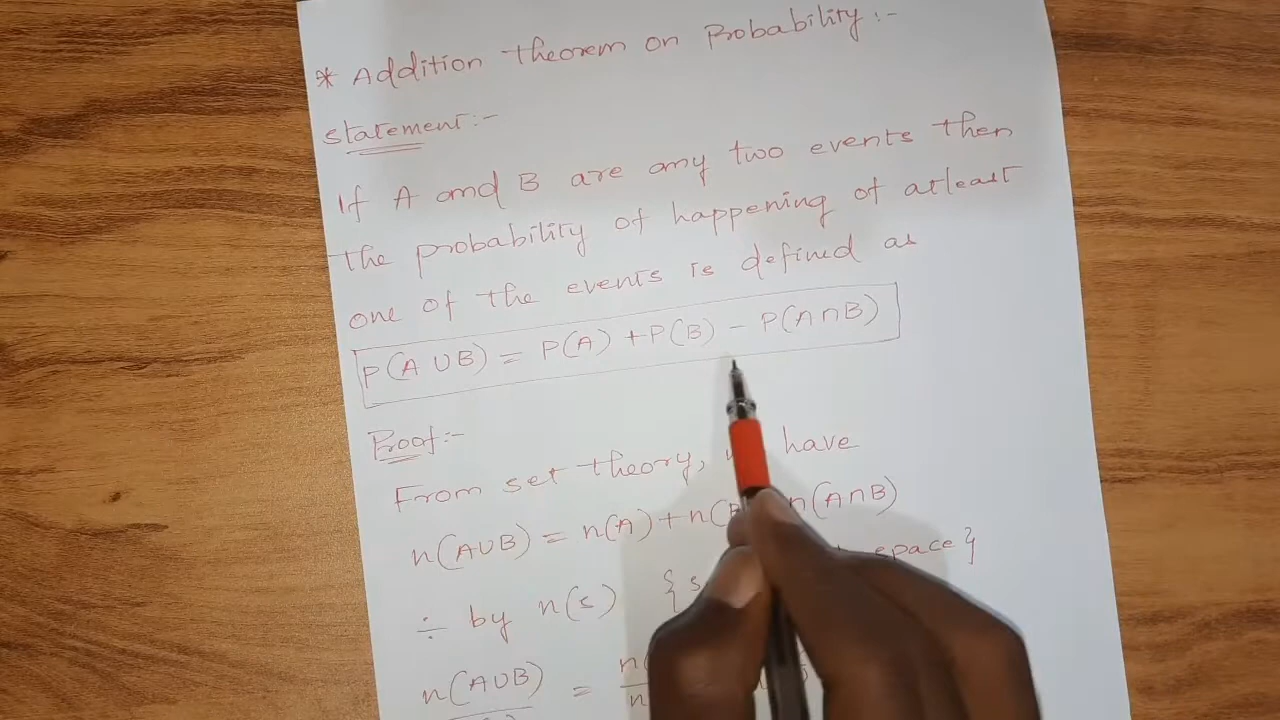 * Addition theorem on Probability :-
Statement:-
If A and B are any two events then
the probability of happening of atleast
one of the events is defined as
P(A ∪ B) = P(A) + P(B) - P(A ∩ B)
Proof:-
From set theory, have
n(A∪B) = n(A) + n(B n(A∩B)
÷ by n(s) { s space }
n(A∪B) = n(
n